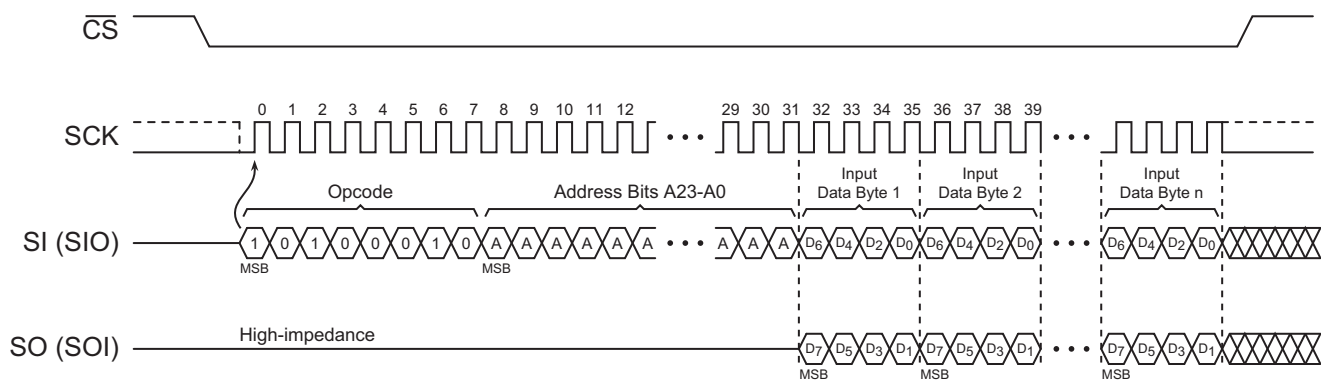 CS
0 1 2 3 4 5 6 7 8 9 10 11 12 29 30 31 32 33 34 35 36 37 38 39
SCK
Opcode Address Bits A23-A0 Input Data Byte 1 Input Data Byte 2 Input Data Byte n
SI (SIO) 1 0 1 0 0 0 1 0 A A A A A A A A A D6 D4 D2 D0 D6 D4 D2 D0 D6 D4 D2 D0
MSB MSB
High-impedance
SO (SOI) D7 D5 D3 D1 D7 D5 D3 D1 D7 D5 D3 D1
MSB MSB MSB